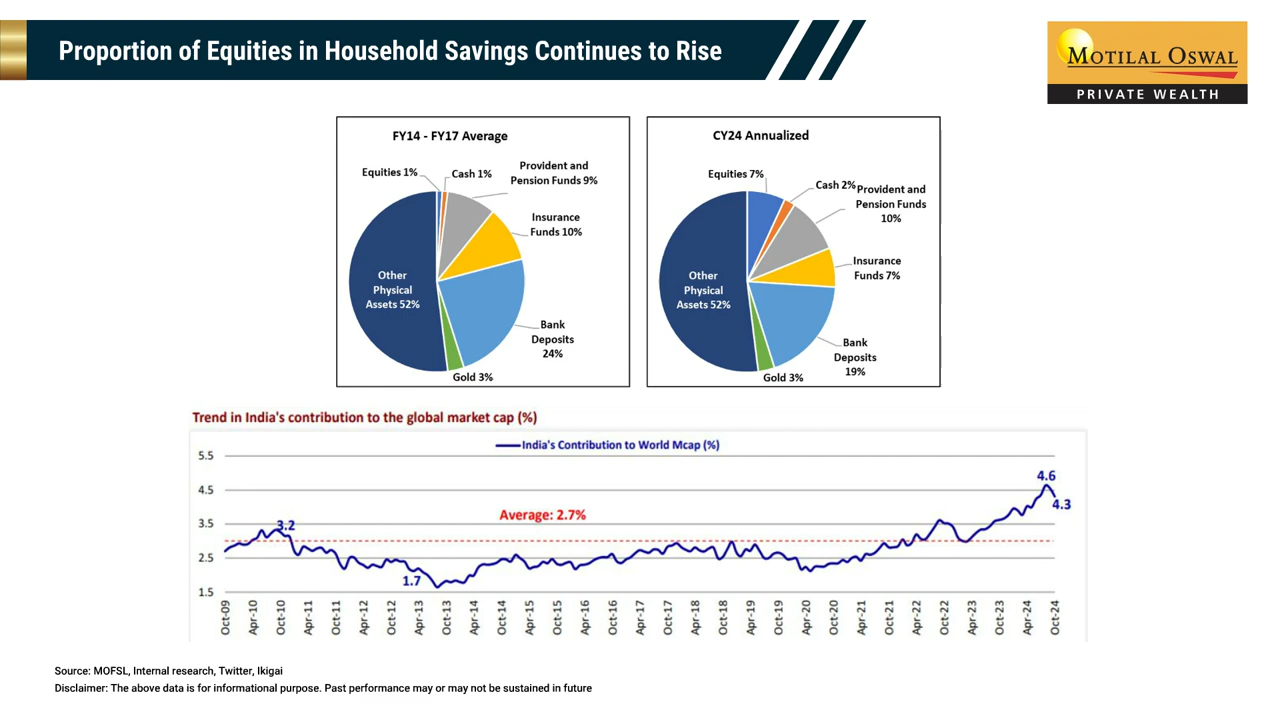 Proportion of Equities in Household Savings Continues to Rise
MOTILAL OSWAL
PRIVATE WEALTH
FY14 - FY17 Average
Equities 1%
Cash 1%
Provident and
Pension Funds 9%
Insurance
Funds 10%
Other
Physical
Assets 52%
Bank
Deposits
24%
Gold 3%
CY24 Annualized
Equities 7%
Cash 2%
Provident and
Pension Funds
10%
Insurance
Funds 7%
Other
Physical
Assets 52%
Bank
Deposits
19%
Gold 3%
Trend in India's contribution to the global market cap (%)
India's Contribution to World Mcap (%)
5.5
4.5
3.5
2.5
1.5
3.2
1.7
Average: 2.7%
4.6
4.3
Oct-09
Apr-10
Oct-10
Apr-11
Oct-11
Apr-12
Oct-12
Apr-13
Oct-13
Apr-14
Oct-14
Apr-15
Oct-15
Apr-16
Oct-16
Apr-17
Oct-17
Apr-18
Oct-18
Apr-19
Oct-19
Apr-20
Oct-20
Apr-21
Oct-21
Apr-22
Oct-22
Apr-23
Oct-23
Apr-24
Oct-24
Source: MOFSL, Internal research, Twitter, Ikigai
Disclaimer: The above data is for informational purpose. Past performance may or may not be sustained in future